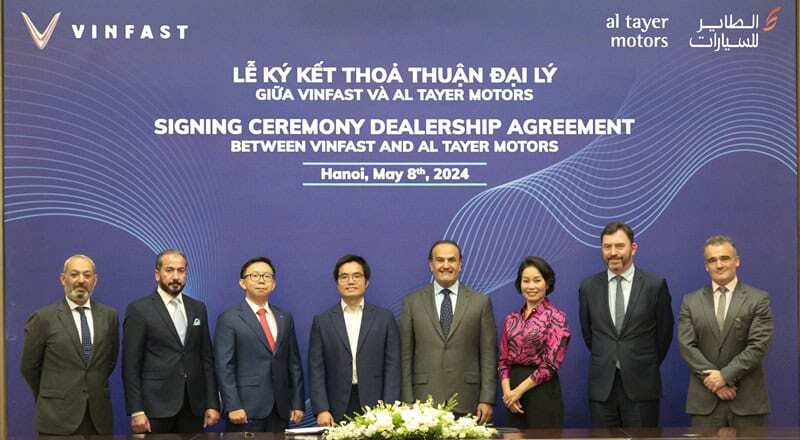 VINFAST
al tayer
motors
الطاير
للسيارات
LỄ KÝ KẾT THOẢ THUẬN ĐẠI LÝ
GIỮA VINFAST VÀ AL TAYER MOTORS
SIGNING CEREMONY DEALERSHIP AGREEMENT
BETWEEN VINFAST AND AL TAYER MOTORS
Hanoi, May 8th, 2024